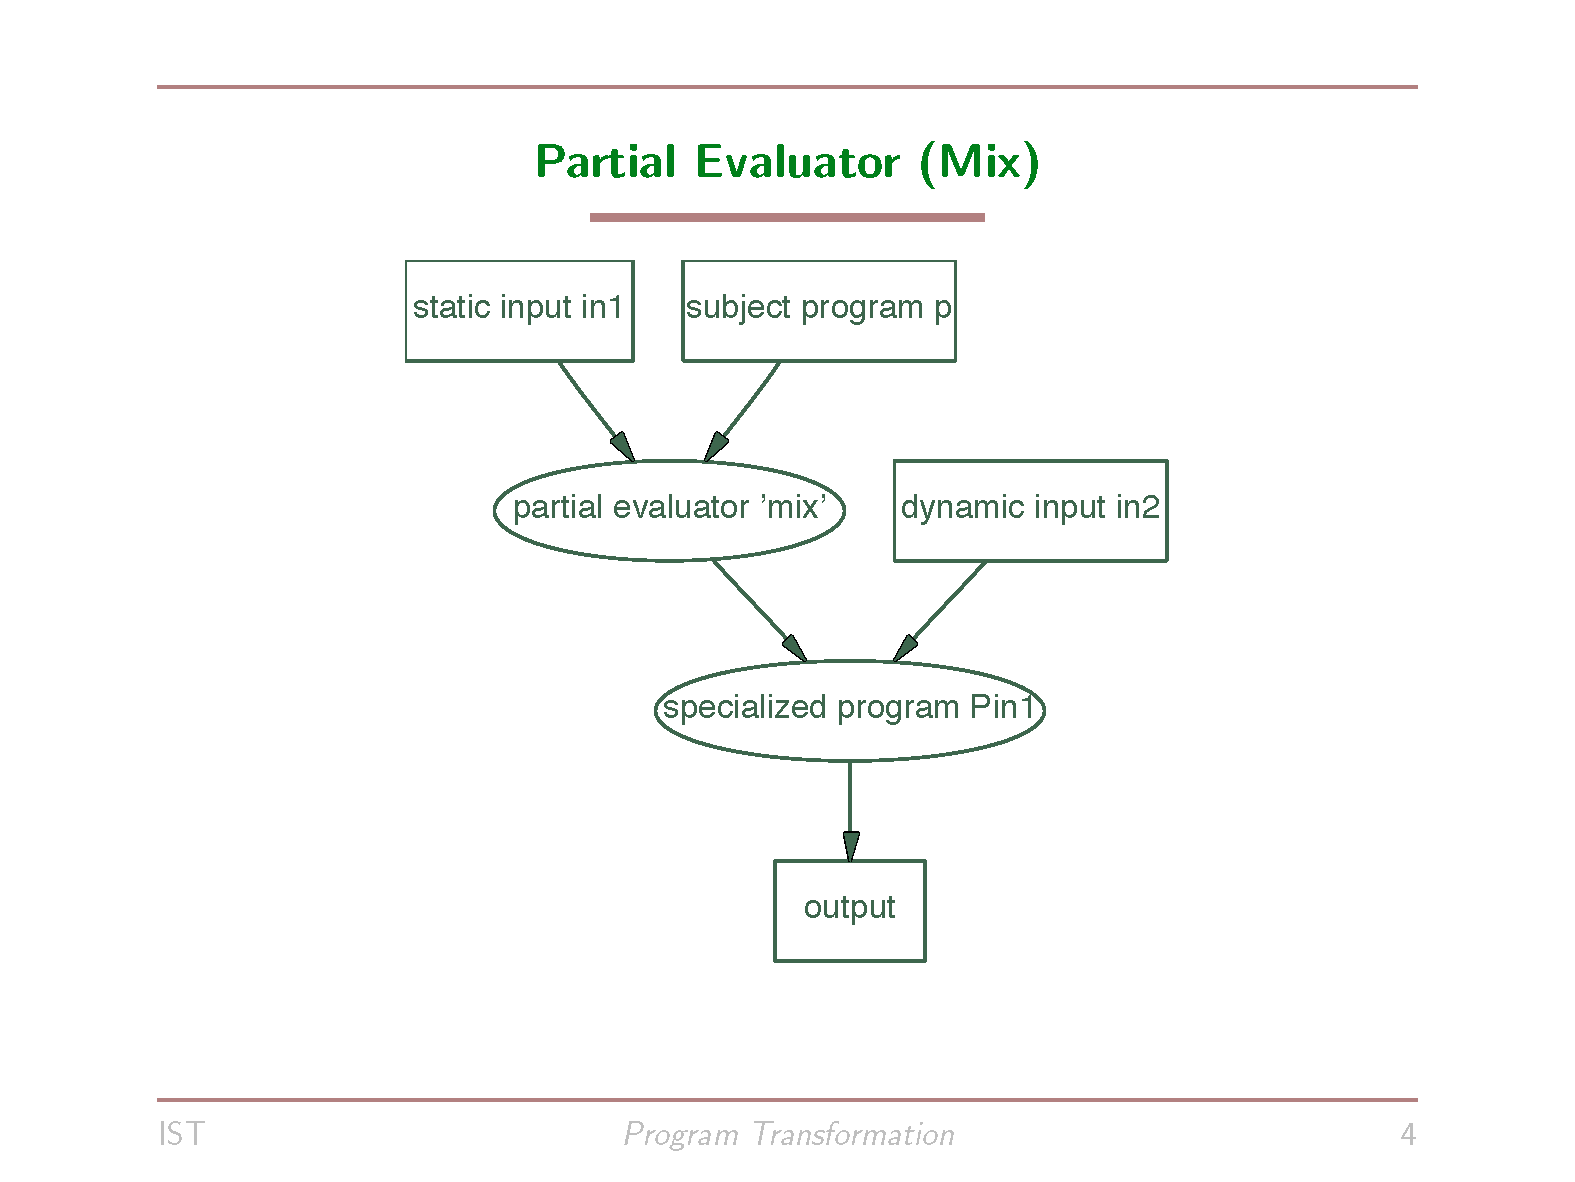 Partial Evaluator (Mix)
static input in1
subject program p
partial evaluator 'mix'
dynamic input in2
specialized program Pin1
output
IST
Program Transformation
4